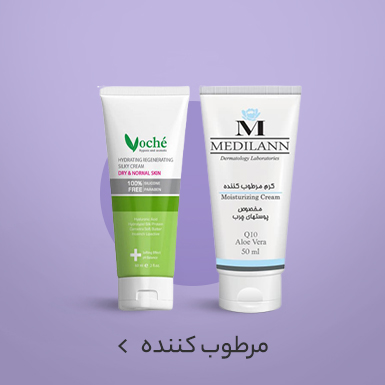 Voché
HYDRATING REGENERATING
SILKY CREAM
DRY & NORMAL SKIN
100%
FREE PARABEN
M
MEDILANN
Dermatology Laboratories
کرم مرطوب کننده
Moisturizing Cream
مخصوص
پوستهای چرب
Q10
Aloe Vera
50 ml
مرطوب کننده